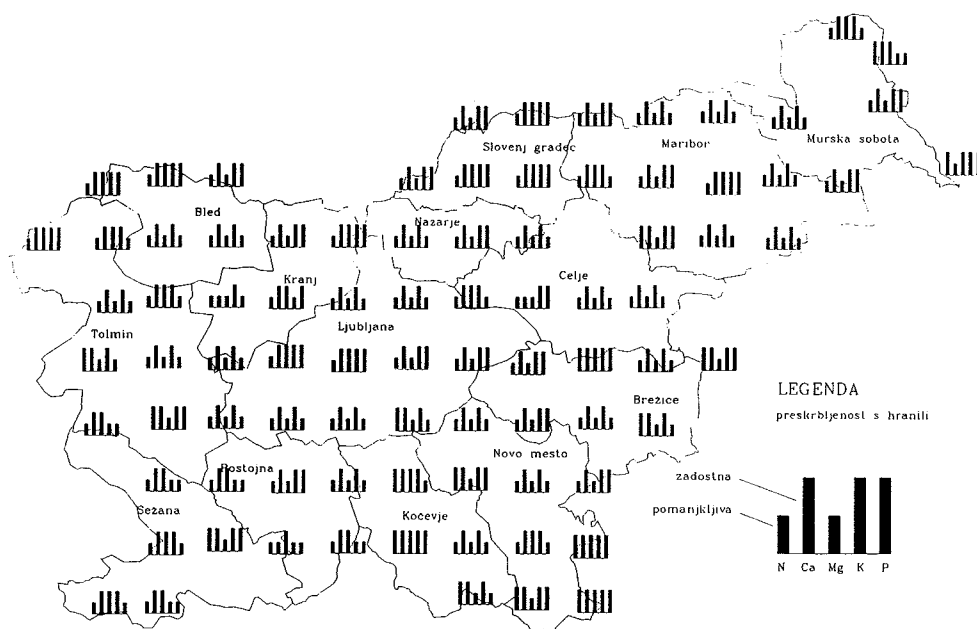 Murska sobota
Slovenj gradec
Maribor
Bled
Nazarje
Kranj
Celje
Tolmin
Ljubljana
Brežice
Novo mesto
Postojna
Sežana
Kočevje
LEGENDA
preskrbljenost s hranili
zadostna
pomanjkljiva
N Ca Mg K P